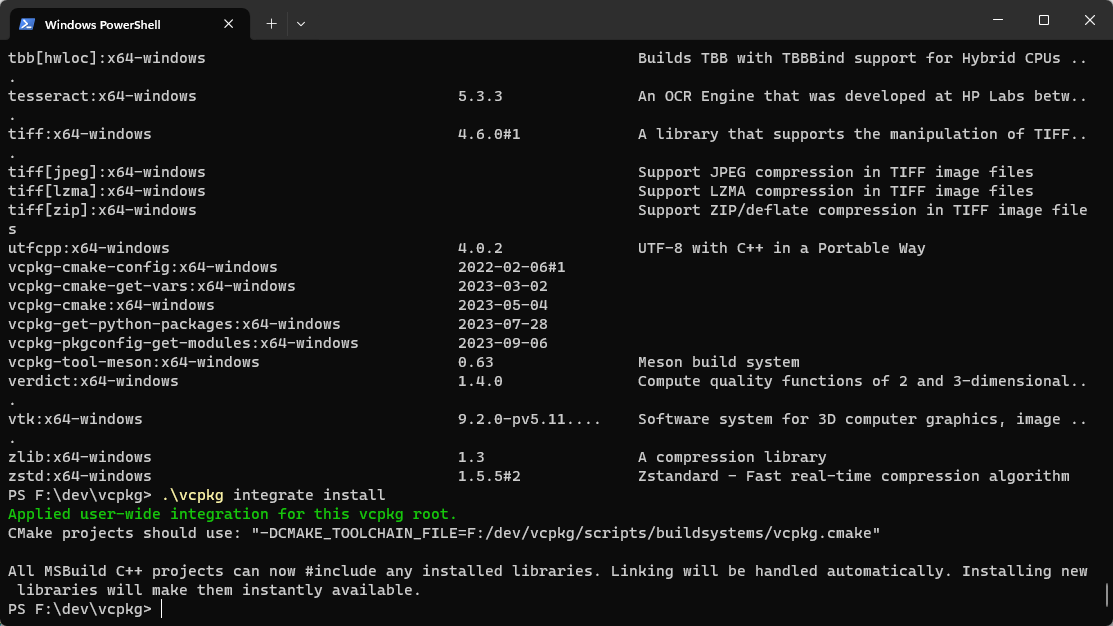 Windows PowerShell
tbb[hwloc]:x64-windows Builds TBB with TBBBind support for Hybrid CPUs ..
.
tesseract:x64-windows 5.3.3 An OCR Engine that was developed at HP Labs betw..
.
tiff:x64-windows 4.6.0#1 A library that supports the manipulation of TIFF..
.
tiff[jpeg]:x64-windows Support JPEG compression in TIFF image files
tiff[lzma]:x64-windows Support LZMA compression in TIFF image files
tiff[zip]:x64-windows Support ZIP/deflate compression in TIFF image file
s
utfcpp:x64-windows 4.0.2 UTF-8 with C++ in a Portable Way
vcpkg-cmake-config:x64-windows 2022-02-06#1
vcpkg-cmake-get-vars:x64-windows 2023-03-02
vcpkg-cmake:x64-windows 2023-05-04
vcpkg-get-python-packages:x64-windows 2023-07-28
vcpkg-pkgconfig-get-modules:x64-windows 2023-09-06
vcpkg-tool-meson:x64-windows 0.63 Meson build system
verdict:x64-windows 1.4.0 Compute quality functions of 2 and 3-dimensional..
.
vtk:x64-windows 9.2.0-pv5.11.... Software system for 3D computer graphics, image ..
.
zlib:x64-windows 1.3 A compression library
zstd:x64-windows 1.5.5#2 Zstandard - Fast real-time compression algorithm
PS F:\dev\vcpkg> .\vcpkg integrate install
Applied user-wide integration for this vcpkg root.
CMake projects should use: "-DCMAKE_TOOLCHAIN_FILE=F:/dev/vcpkg/scripts/buildsystems/vcpkg.cmake"
All MSBuild C++ projects can now #include any installed libraries. Linking will be handled automatically. Installing new
libraries will make them instantly available.
PS F:\dev\vcpkg>